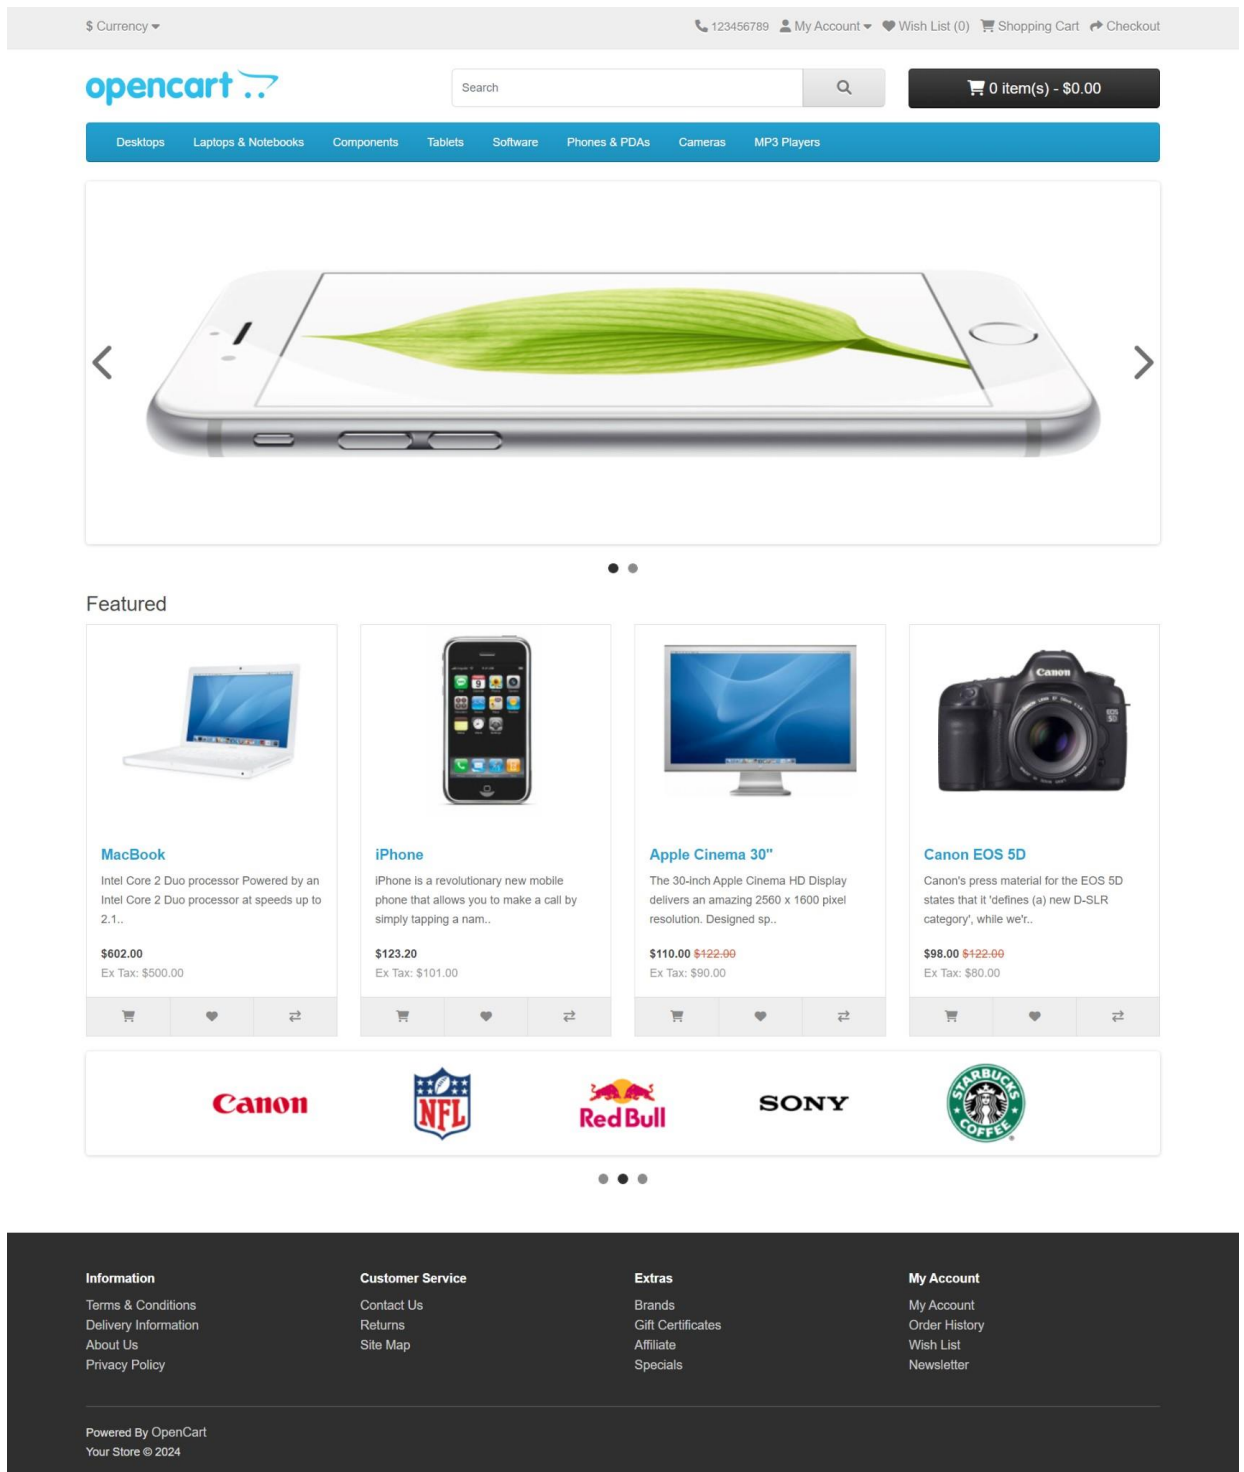 $ Currency
123456789 My Account Wish List (0) Shopping Cart Checkout
opencart
Search
0 item(s) - $0.00
Desktops Laptops & Notebooks Components Tablets Software Phones & PDAs Cameras MP3 Players
Featured
Canon
EOS
5D
MacBook
Intel Core 2 Duo processor Powered by an
Intel Core 2 Duo processor at speeds up to
2.1..
$602.00
Ex Tax: $500.00
iPhone
iPhone is a revolutionary new mobile
phone that allows you to make a call by
simply tapping a nam..
$123.20
Ex Tax: $101.00
Apple Cinema 30"
The 30-inch Apple Cinema HD Display
delivers an amazing 2560 x 1600 pixel
resolution. Designed sp..
$110.00 $122.00
Ex Tax: $90.00
Canon EOS 5D
Canon's press material for the EOS 5D
states that it 'defines (a) new D-SLR
category', while we'r..
$98.00 $122.00
Ex Tax: $80.00
Canon
NFL
Red Bull
SONY
STARBUCKS
COFFEE
Information
Terms & Conditions
Delivery Information
About Us
Privacy Policy
Customer Service
Contact Us
Returns
Site Map
Extras
Brands
Gift Certificates
Affiliate
Specials
My Account
My Account
Order History
Wish List
Newsletter
Powered By OpenCart
Your Store © 2024